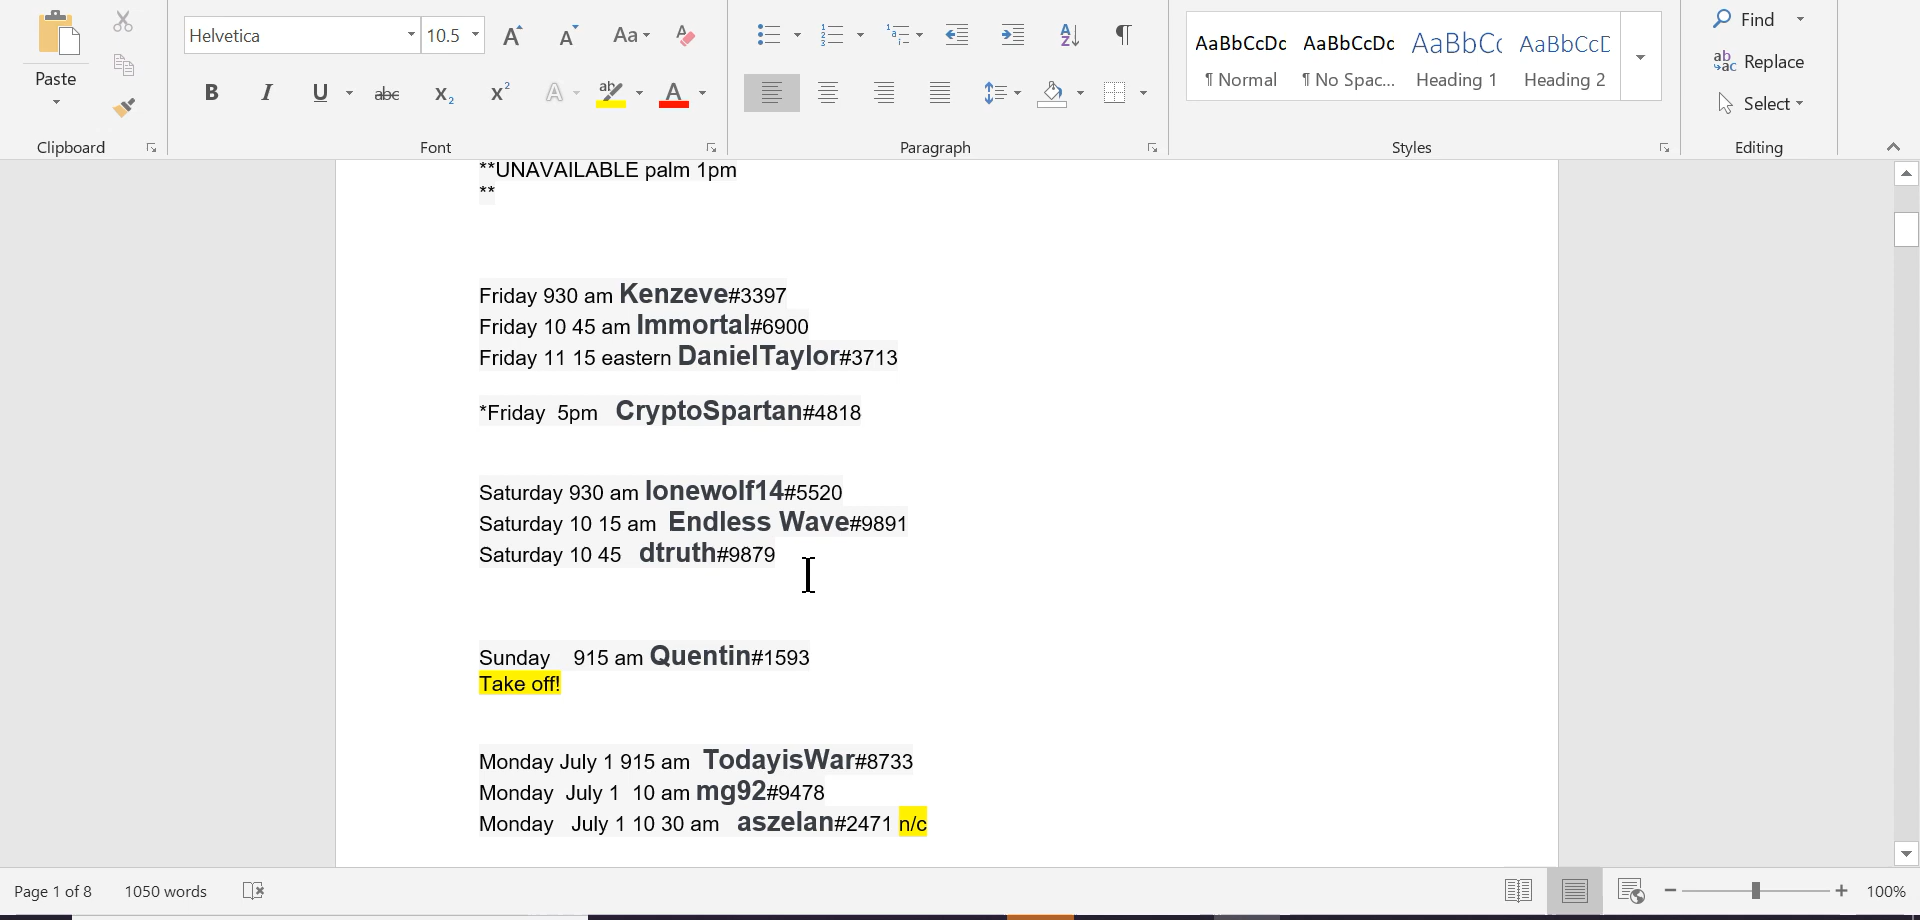 Helvetica
10.5
Aa
Paste
B I U abc X₂ X² A ab A
Clipboard
Font
Paragraph
AaBbCcDc AaBbCcDc AaBbCc AaBbCcD
¶ Normal ¶ No Spac... Heading 1 Heading 2
Styles
Find
Replace
Select
Editing
**UNAVAILABLE palm 1pm
**
Friday 930 am Kenzeve#3397
Friday 10 45 am Immortal#6900
Friday 11 15 eastern DanielTaylor#3713
*Friday 5pm CryptoSpartan#4818
Saturday 930 am lonewolf14#5520
Saturday 10 15 am Endless Wave#9891
Saturday 10 45 dtruth#9879
Sunday 915 am Quentin#1593
Take off!
Monday July 1 915 am TodayisWar#8733
Monday July 1 10 am mg92#9478
Monday July 1 10 30 am aszelan#2471 n/c
Page 1 of 8 1050 words
100%